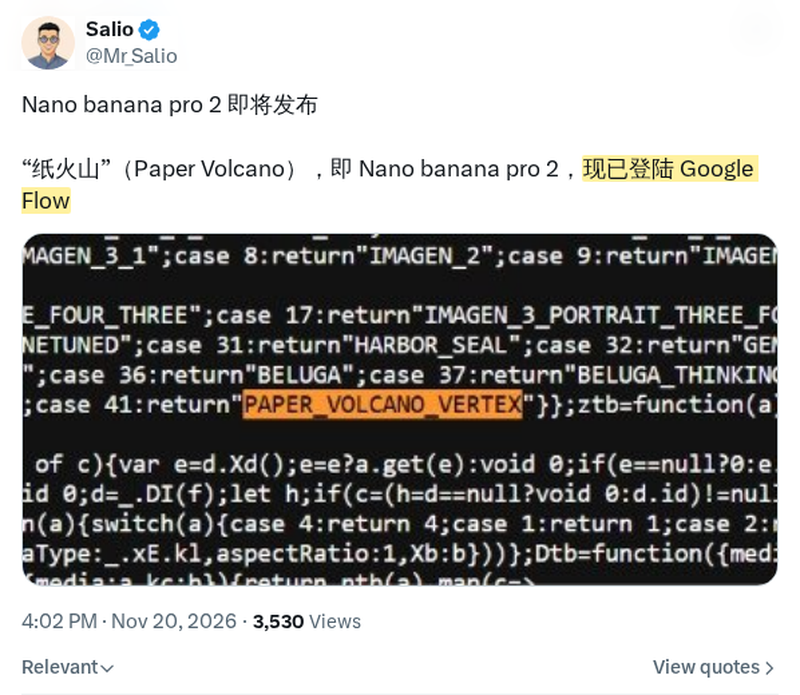 Salio
@Mr_Salio
Nano banana pro 2 即将发布
“纸火山”（Paper Volcano），即 Nano banana pro 2，现已登陆 Google
Flow
MAGEN_3_1";case 8:return"IMAGEN_2";case 9:return"IMAGEN
E_FOUR_THREE";case 17:return"IMAGEN_3_PORTRAIT_THREE_FO
NETUNED";case 31:return"HARBOR_SEAL";case 32:return"GEM
";case 36:return"BELUGA";case 37:return"BELUGA_THINKING
;case 41:return"PAPER_VOLCANO_VERTEX"}};ztb=function(a)
of c){var e=d.Xd();e=e?a.get(e):void 0;if(e==null?0:e.
id 0;d=_.DI(f);let h;if(c=(h=d==null?void 0:d.id)!=null
n(a){switch(a){case 4:return 4;case 1:return 1;case 2:
aType:_.xE.kl,aspectRatio:1,Xb:b}))};Dtb=function({med
{media:a,kc:b}){return ntb(a).map(c=>
4:02 PM · Nov 20, 2026 · 3,530 Views
Relevant
View quotes